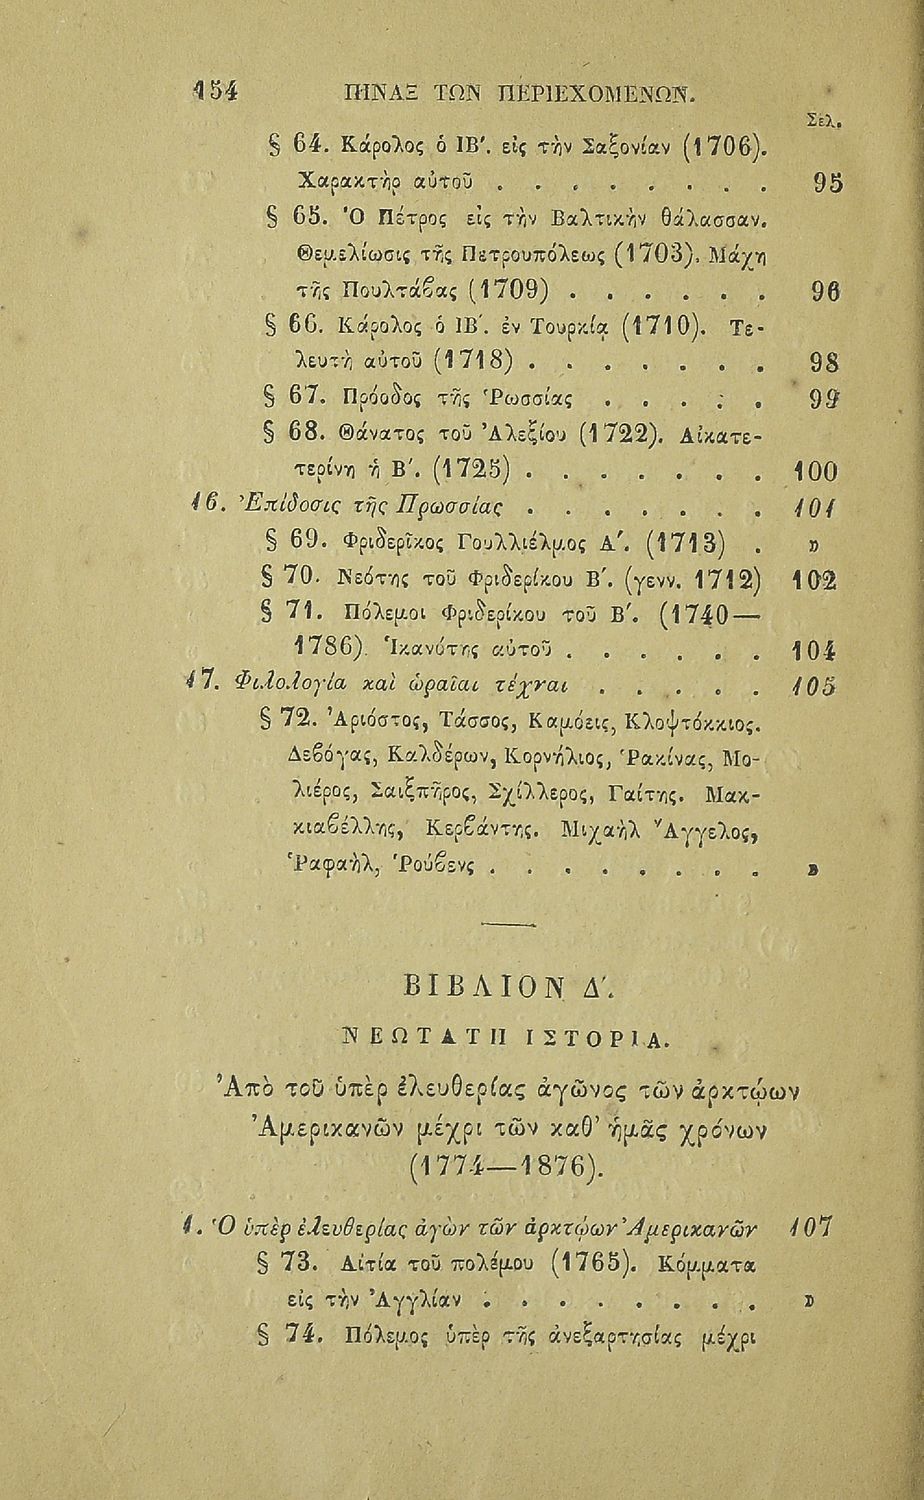 154 ΠΙΝΑΞ ΤΩΝ ΠΕΡΙΕΧΟΜΕΝΩΝ.
Σελ.
§ 64. Κάρολος ὁ ΙΒ'. εἰς τὴν Σαξονίαν (1706).
Χαρακτὴρ αὐτοῦ . . . . . . . . 95
§ 65. Ὁ Πέτρος εἰς τὴν Βαλτικὴν θάλασσαν.
Θεμελίωσις τῆς Πετρουπόλεως (1703). Μάχη
τῆς Πουλτάβας (1709) . . . . . . 96
§ 66. Κάρολος ὁ ΙΒ'. ἐν Τουρκίᾳ (1710). Τε-
λευτὴ αὐτοῦ (1718) . . . . . . . 98
§ 67. Πρόοδος τῆς Ῥωσσίας . . . . . 99
§ 68. Θάνατος τοῦ Ἀλεξίου (1722). Αἰκατε-
τερίνη ἡ Β'. (1725) . . . . . . . 100
16. Ἐπίδοσις τῆς Πρωσσίας . . . . . . . 101
§ 69. Φριδερῖκος Γουλλιέλμος Α'. (1713) . »
§ 70. Νεότης τοῦ Φριδερίκου Β'. (γενν. 1712) 102
§ 71. Πόλεμοι Φριδερίκου τοῦ Β'. (1740—
1786). Ἱκανότης αὐτοῦ . . . . . . 104
17. Φιλολογία καὶ ὡραῖαι τέχναι . . . . . 105
§ 72. Ἀριόστος, Τάσσος, Καμόεις, Κλοψτόκκιος.
Δεβόγας, Καλδέρων, Κορνήλιος, Ῥακίνας, Μο-
λιέρος, Σαιξπῆρος, Σχίλλερος, Γαίτης. Μακ-
κιαβέλλης, Κερβάντης. Μιχαὴλ Ἄγγελος,
Ῥαφαὴλ, Ῥούβενς . . . . . . . . »
ΒΙΒΛΙΟΝ Δ'.
ΝΕΩΤΑΤΗ ΙΣΤΟΡΙΑ.
Ἀπὸ τοῦ ὑπὲρ ἐλευθερίας ἀγῶνος τῶν ἀρκτῴων
Ἀμερικανῶν μέχρι τῶν καθ' ἡμᾶς χρόνων
(1774—1876).
1. Ὁ ὑπὲρ ἐλευθερίας ἀγὼν τῶν ἀρκτῴων Ἀμερικανῶν 107
§ 73. Αἰτία τοῦ πολέμου (1765). Κόμματα
εἰς τὴν Ἀγγλίαν . . . . . . . . »
§ 74. Πόλεμος ὑπὲρ τῆς ἀνεξαρτησίας μέχρι